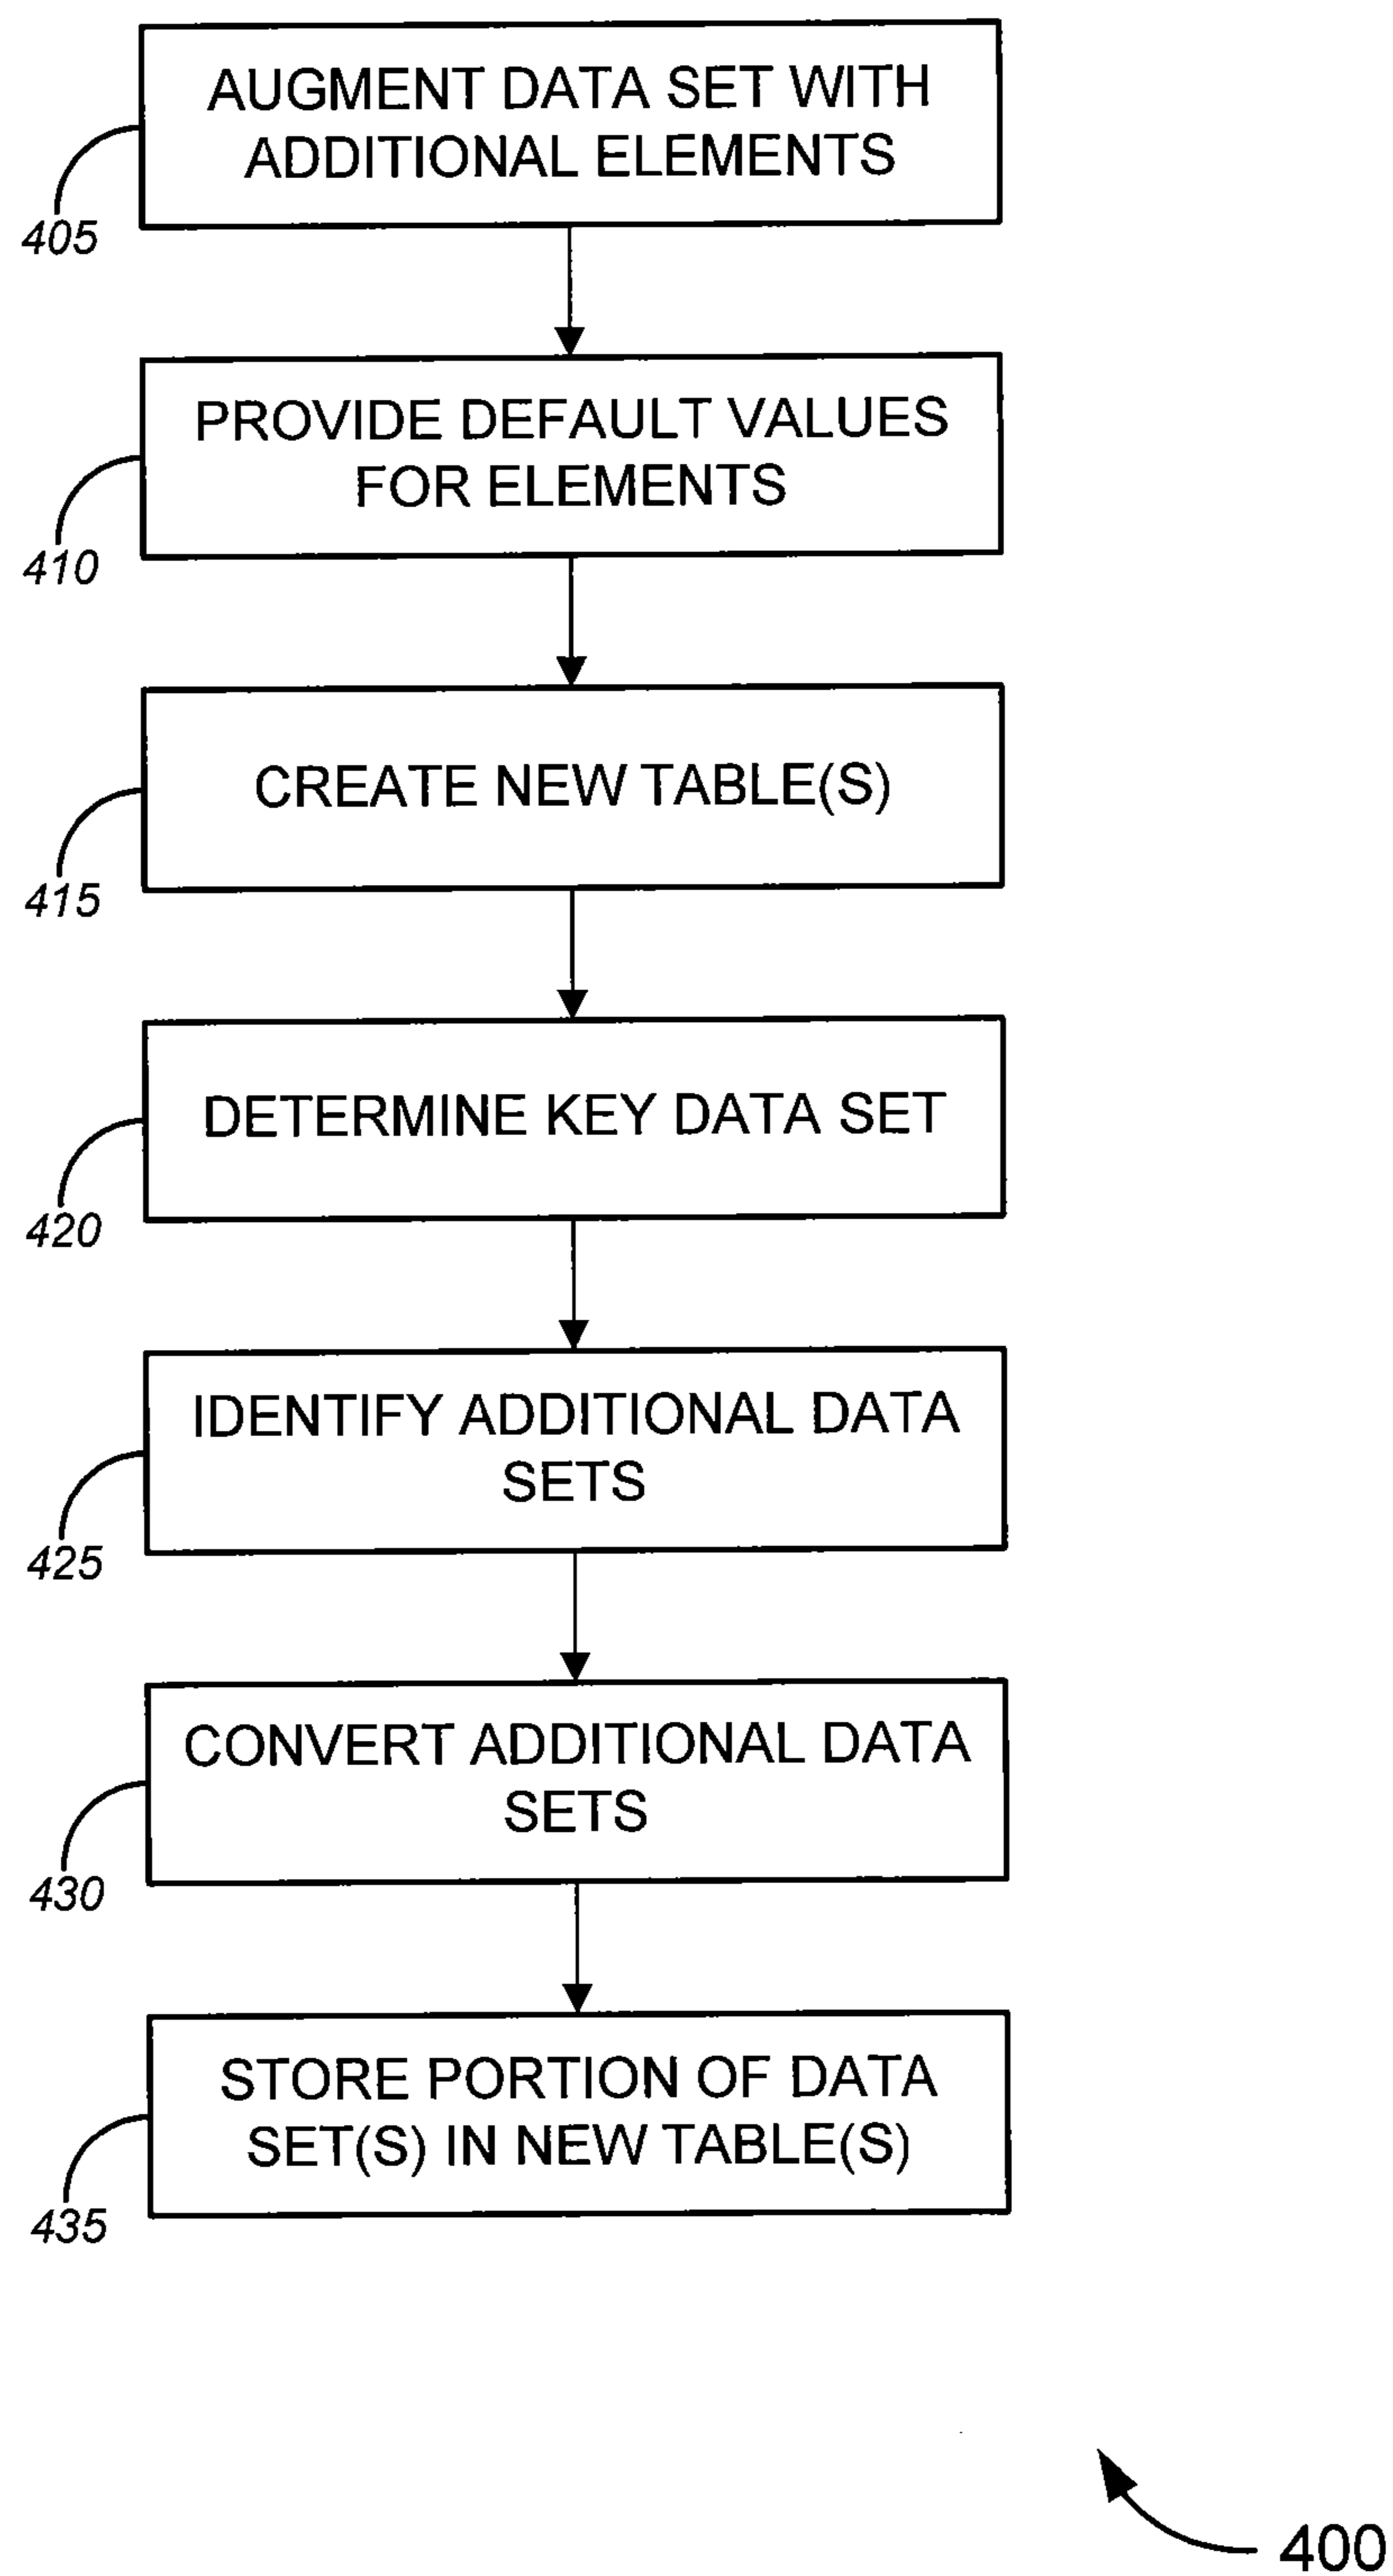 AUGMENT DATA SET WITH
ADDITIONAL ELEMENTS
405
PROVIDE DEFAULT VALUES
FOR ELEMENTS
410
CREATE NEW TABLE(S)
415
DETERMINE KEY DATA SET
420
IDENTIFY ADDITIONAL DATA
SETS
425
CONVERT ADDITIONAL DATA
SETS
430
STORE PORTION OF DATA
SET(S) IN NEW TABLE(S)
435
400